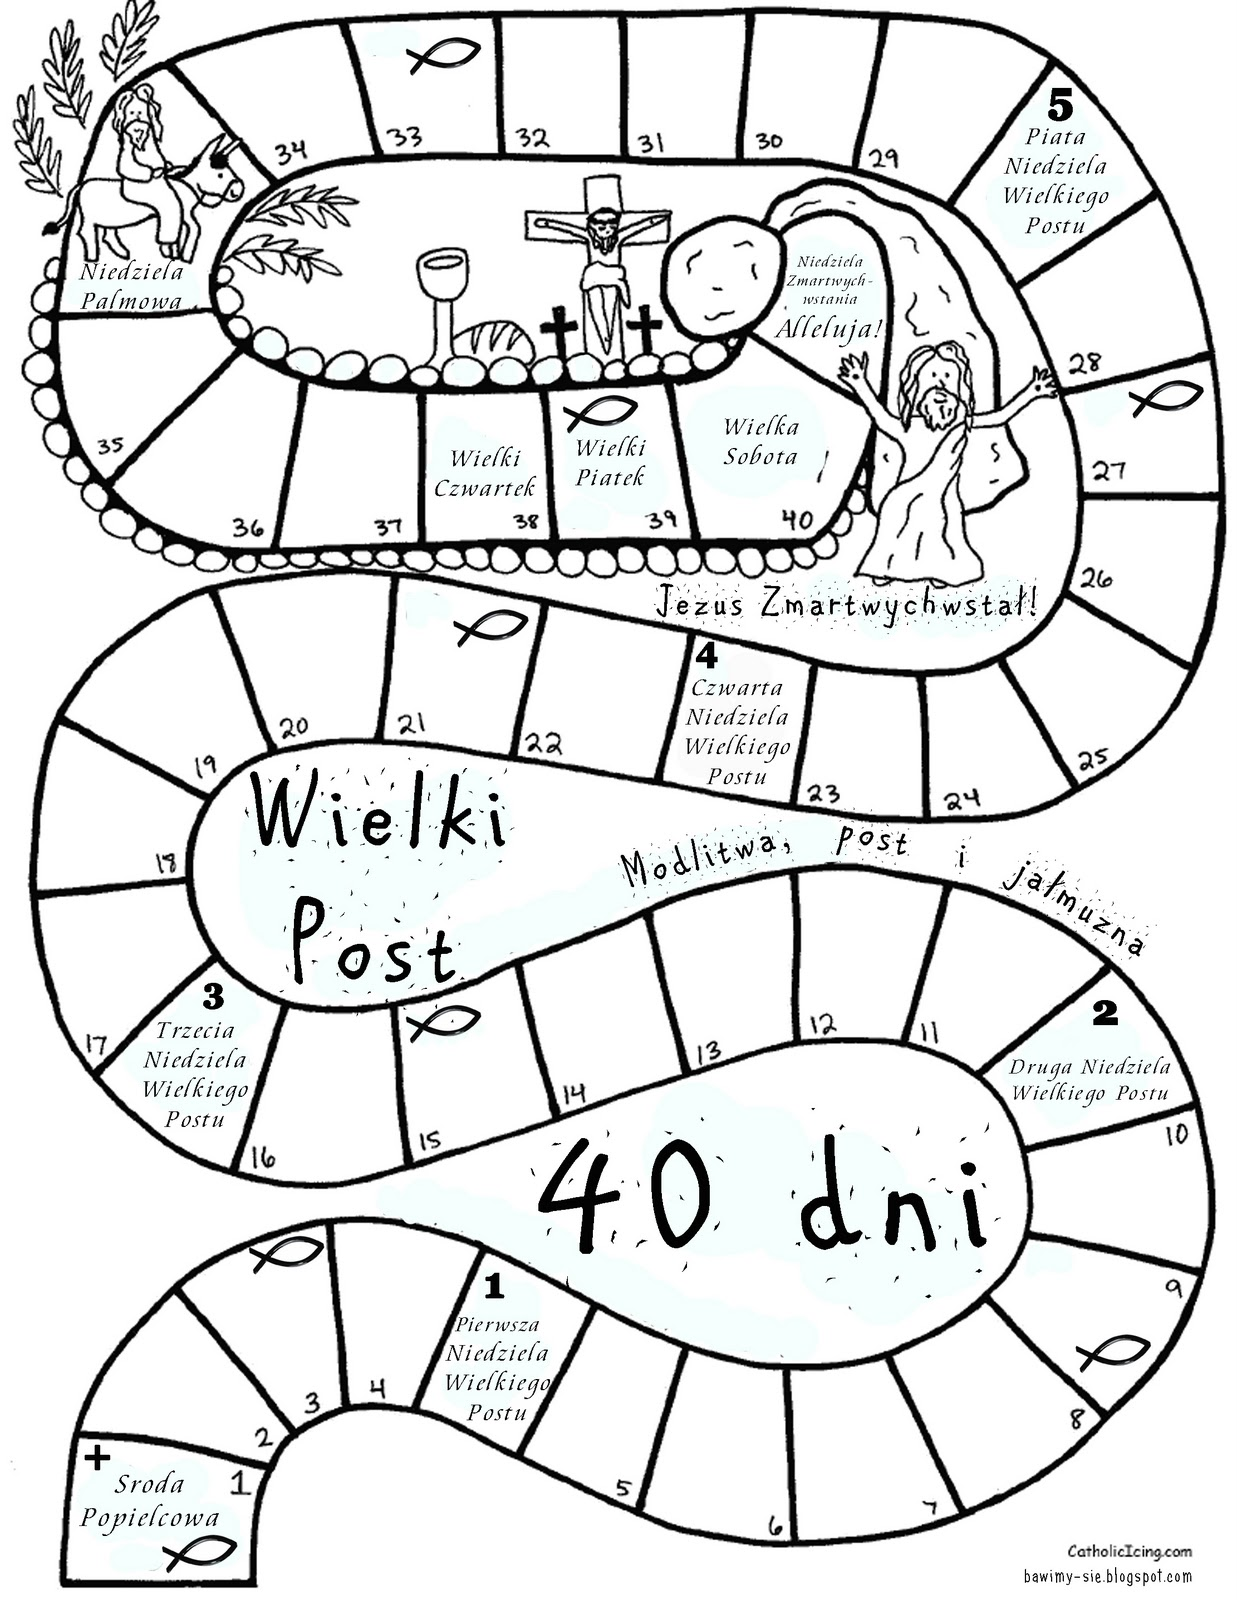 34
33
32
31
30
29
5
Piata
Niedziela
Wielkiego
Postu
Niedziela
Palmowa
Niedziela
Zmartwych-
wstania
Alleluja!
28
27
26
25
35
36
37
Wielki
Czwartek
38
Wielki
Piatek
39
Wielka
Sobota
40
Jezus Zmartwychwstał!
4
Czwarta
Niedziela
Wielkiego
Postu
19
20
21
22
23
24
Wielki
Post
Modlitwa, post i jałmuzna
18
17
3
Trzecia
Niedziela
Wielkiego
Postu
16
15
14
13
12
11
2
Druga Niedziela
Wielkiego Postu
10
40 dni
9
8
7
6
5
1
Pierwsza
Niedziela
Wielkiego
Postu
4
3
2
+
1
Sroda
Popielcowa
CatholicIcing.com
bawimy-sie.blogspot.com